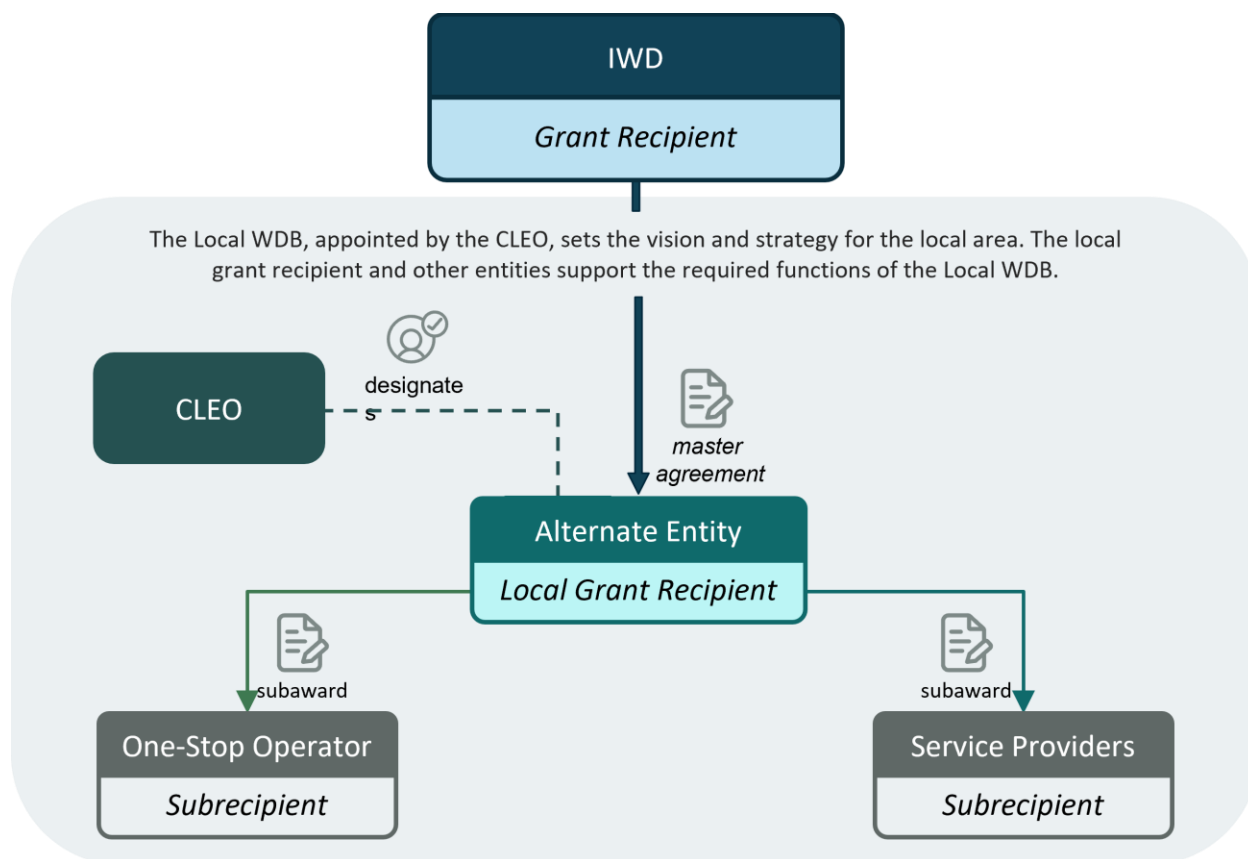 IWD
Grant Recipient
The Local WDB, appointed by the CLEO, sets the vision and strategy for the local area. The local
grant recipient and other entities support the required functions of the Local WDB.
designate
s
CLEO
master
agreement
Alternate Entity
Local Grant Recipient
subaward
subaward
One-Stop Operator
Subrecipient
Service Providers
Subrecipient